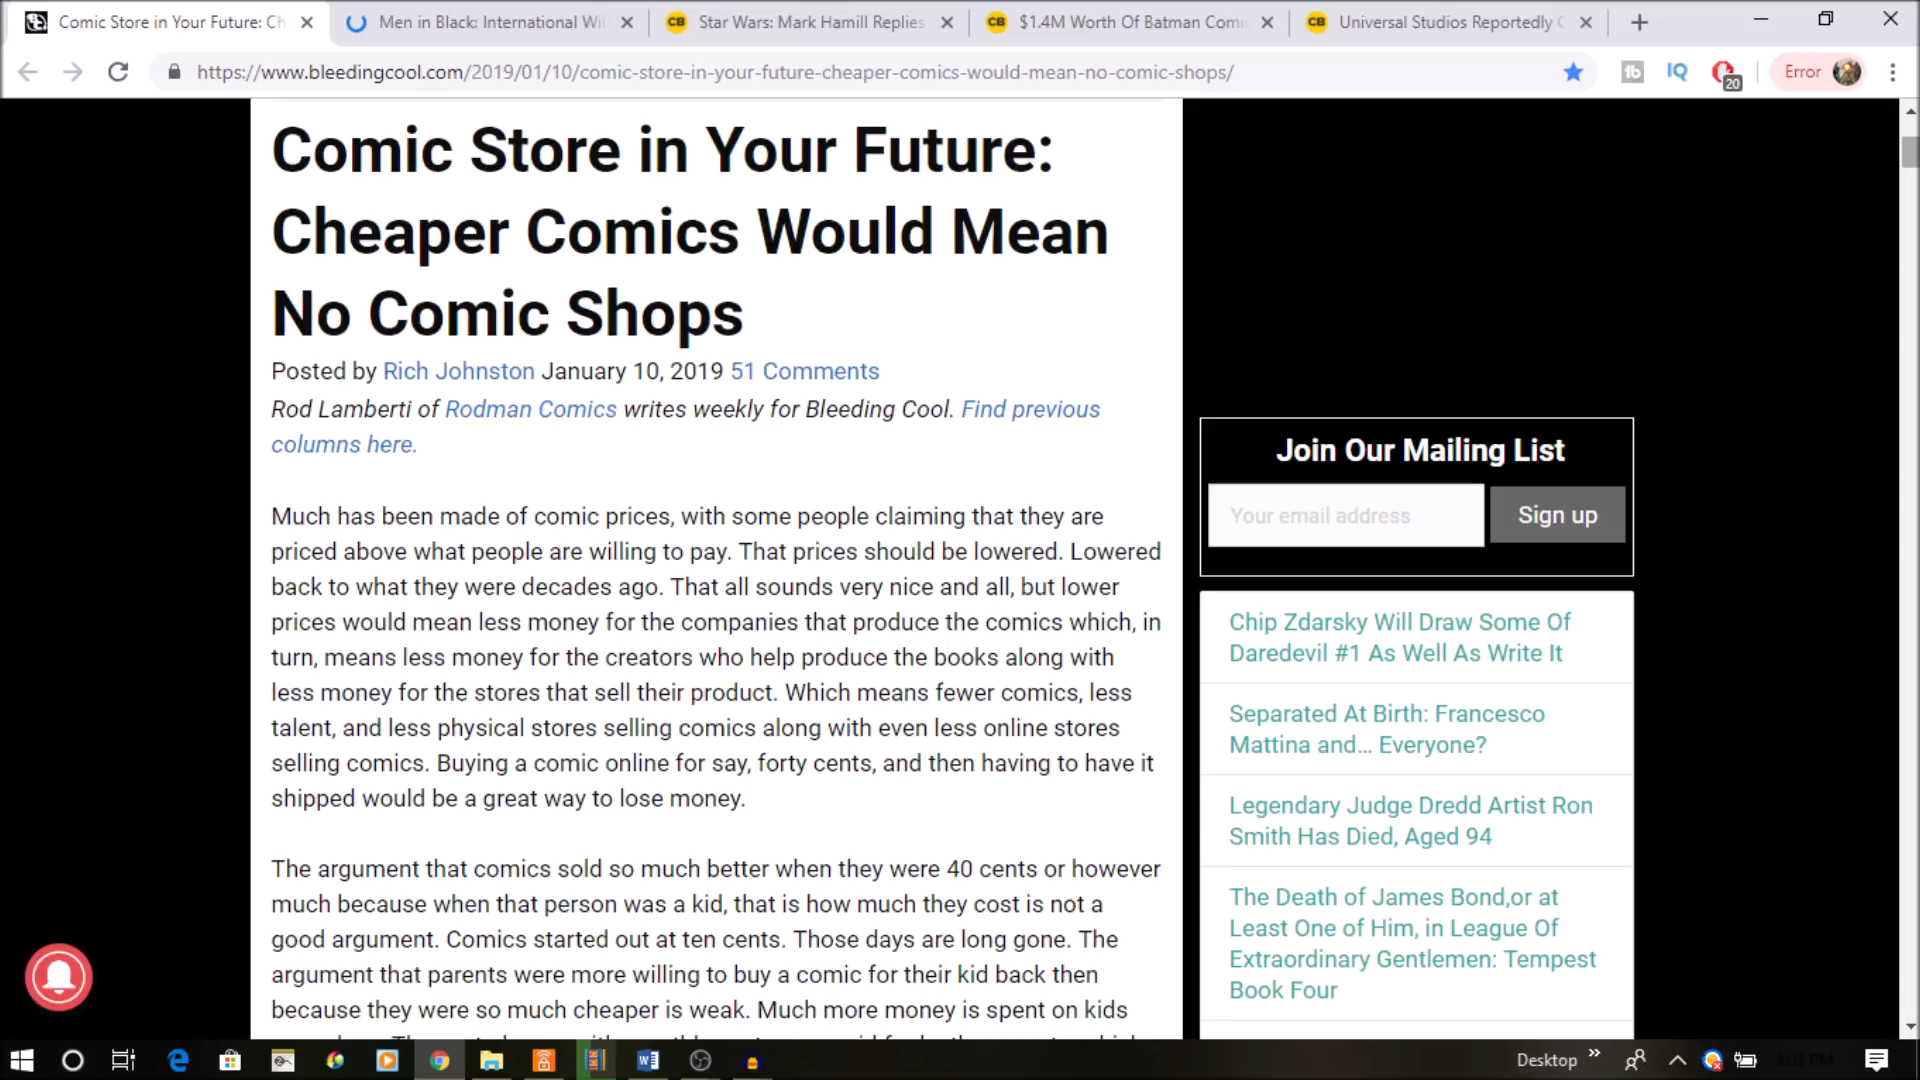 Comic Store in Your Future: Ch
Men in Black: International Wil
CB Star Wars: Mark Hamill Replies
CB $1.4M Worth Of Batman Com
CB Universal Studios Reportedly C
https://www.bleedingcool.com/2019/01/10/comic-store-in-your-future-cheaper-comics-would-mean-no-comic-shops/
tb
IQ
20
Error
Comic Store in Your Future:
Cheaper Comics Would Mean
No Comic Shops
Posted by Rich Johnston January 10, 2019 51 Comments
Rod Lamberti of Rodman Comics writes weekly for Bleeding Cool. Find previous
columns here.
Much has been made of comic prices, with some people claiming that they are
priced above what people are willing to pay. That prices should be lowered. Lowered
back to what they were decades ago. That all sounds very nice and all, but lower
prices would mean less money for the companies that produce the comics which, in
turn, means less money for the creators who help produce the books along with
less money for the stores that sell their product. Which means fewer comics, less
talent, and less physical stores selling comics along with even less online stores
selling comics. Buying a comic online for say, forty cents, and then having to have it
shipped would be a great way to lose money.
The argument that comics sold so much better when they were 40 cents or however
much because when that person was a kid, that is how much they cost is not a
good argument. Comics started out at ten cents. Those days are long gone. The
argument that parents were more willing to buy a comic for their kid back then
because they were so much cheaper is weak. Much more money is spent on kids
Join Our Mailing List
Your email address
Sign up
Chip Zdarsky Will Draw Some Of
Daredevil #1 As Well As Write It
Separated At Birth: Francesco
Mattina and... Everyone?
Legendary Judge Dredd Artist Ron
Smith Has Died, Aged 94
The Death of James Bond,or at
Least One of Him, in League Of
Extraordinary Gentlemen: Tempest
Book Four
Desktop